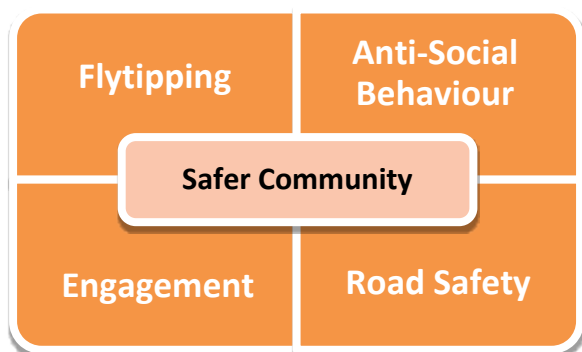 Flytipping
Anti-Social
Behaviour
Safer Community
Engagement
Road Safety